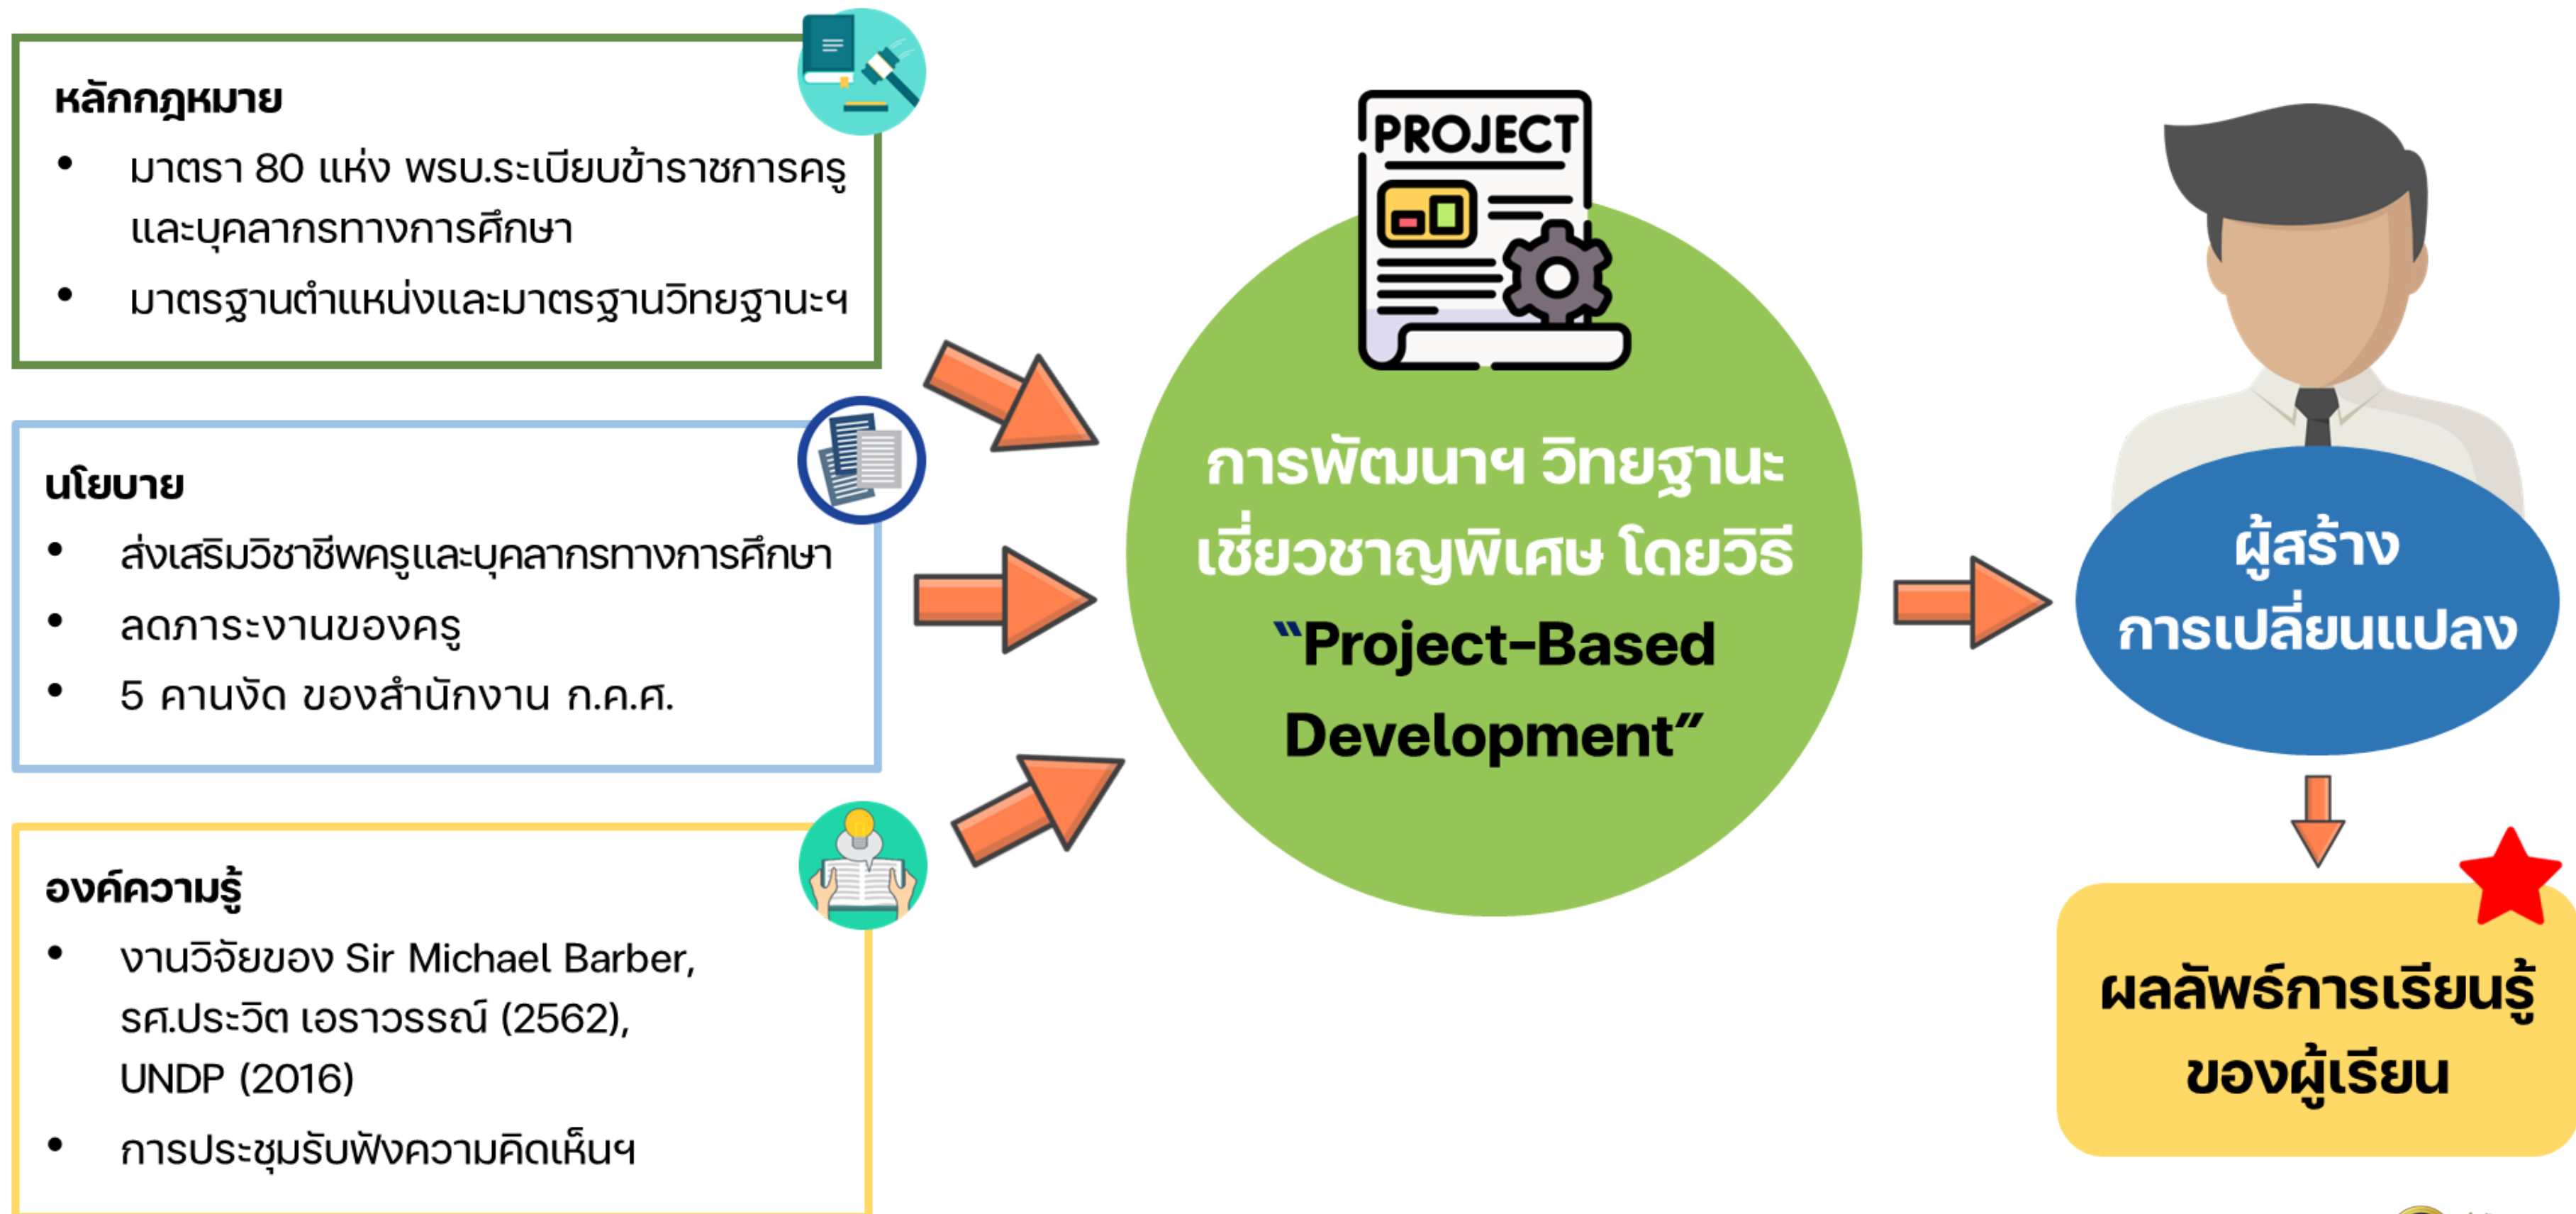 หลักกฎหมาย
• มาตรา 80 แห่ง พรบ.ระเบียบข้าราชการครู
และบุคลากรทางการศึกษา
• มาตรฐานตำแหน่งและมาตรฐานวิทยฐานะฯ
นโยบาย
• ส่งเสริมวิชาชีพครูและบุคลากรทางการศึกษา
• ลดภาระงานของครู
• 5 คานงัด ของสำนักงาน ก.ค.ศ.
องค์ความรู้
• งานวิจัยของ Sir Michael Barber,
รศ.ประวิต เอราวรรณ์ (2562),
UNDP (2016)
• การประชุมรับฟังความคิดเห็นฯ
PROJECT
การพัฒนาฯ วิทยฐานะ
เชี่ยวชาญพิเศษ โดยวิธี
“Project-Based
Development”
ผู้สร้าง
การเปลี่ยนแปลง
ผลลัพธ์การเรียนรู้
ของผู้เรียน